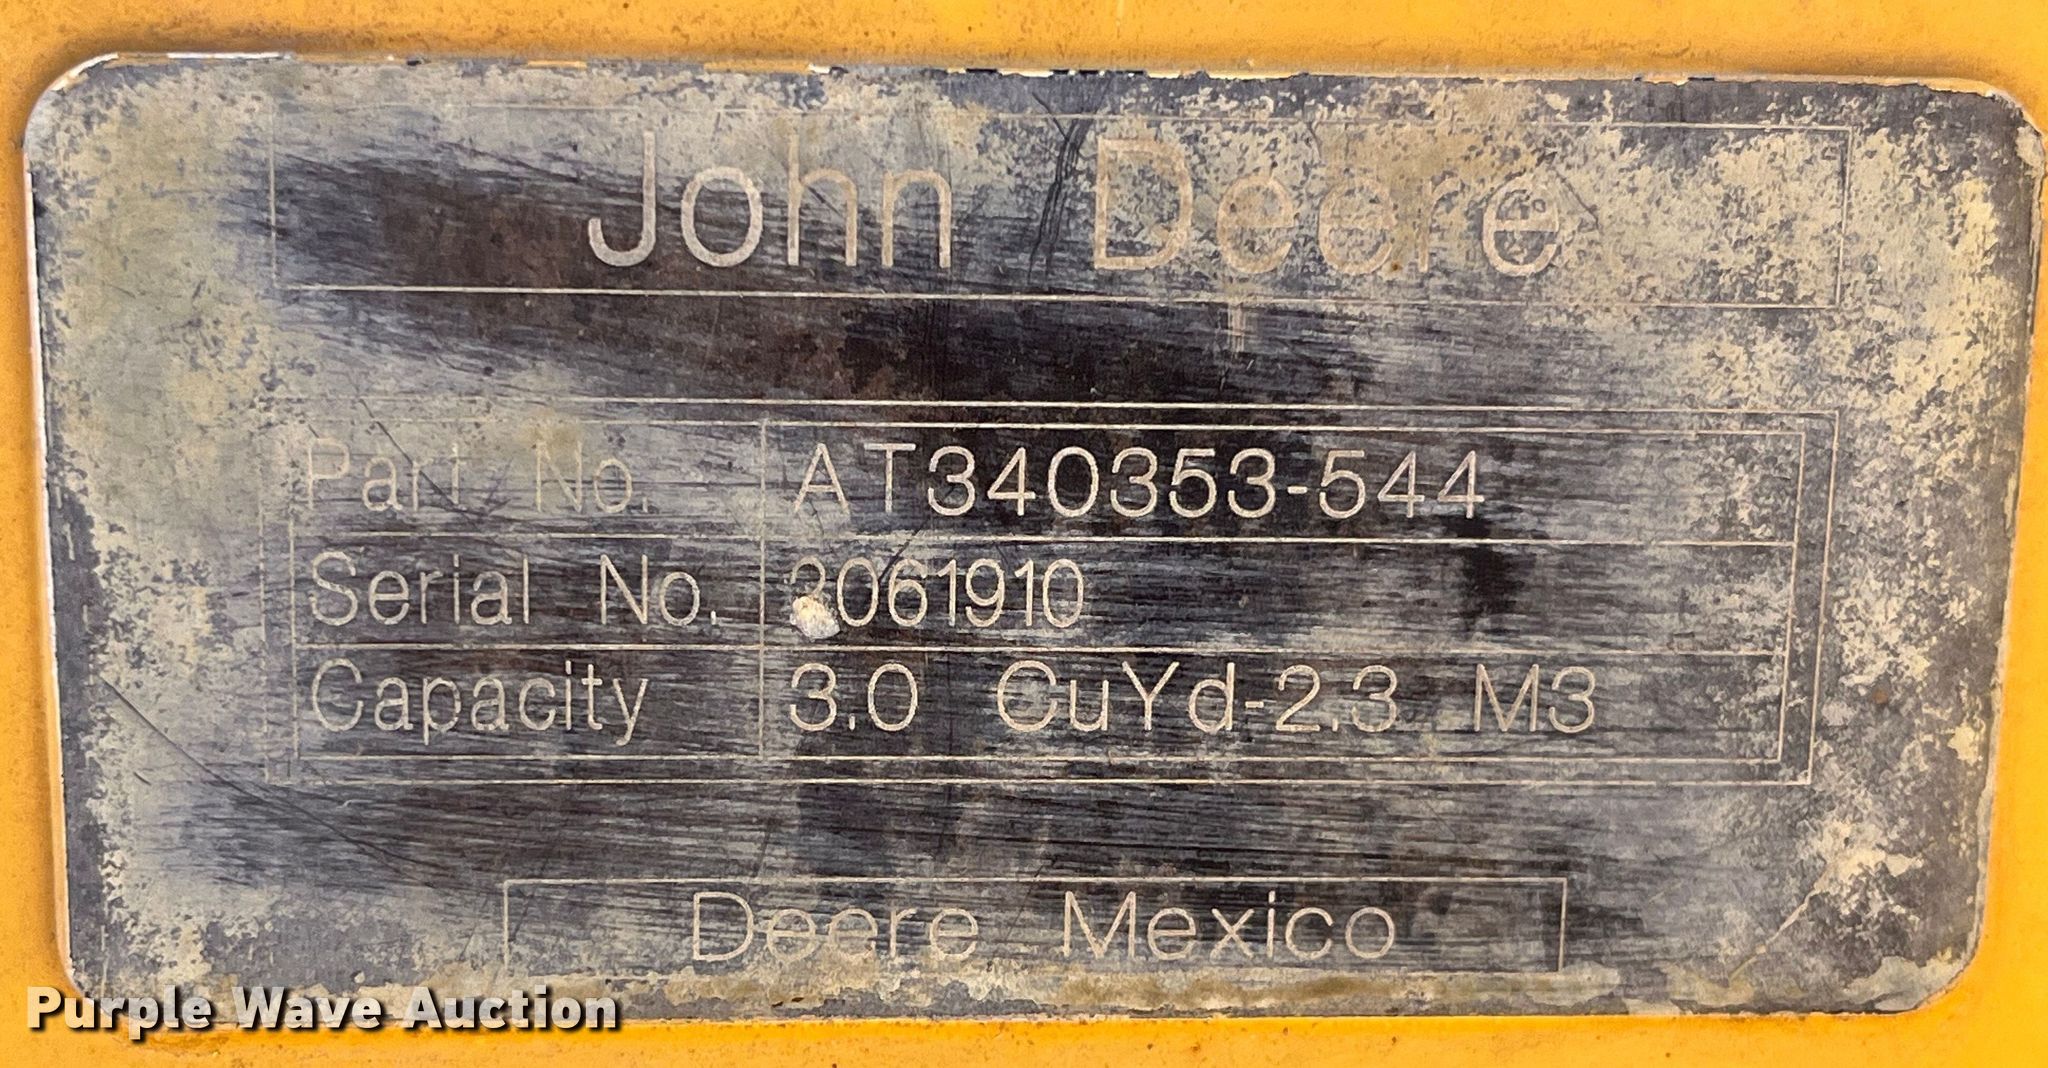 John Deere
Part No. AT340353-544
Serial No. 2061910
Capacity 3.0 CuYd-2.3 M3
Deere Mexico
Purple Wave Auction